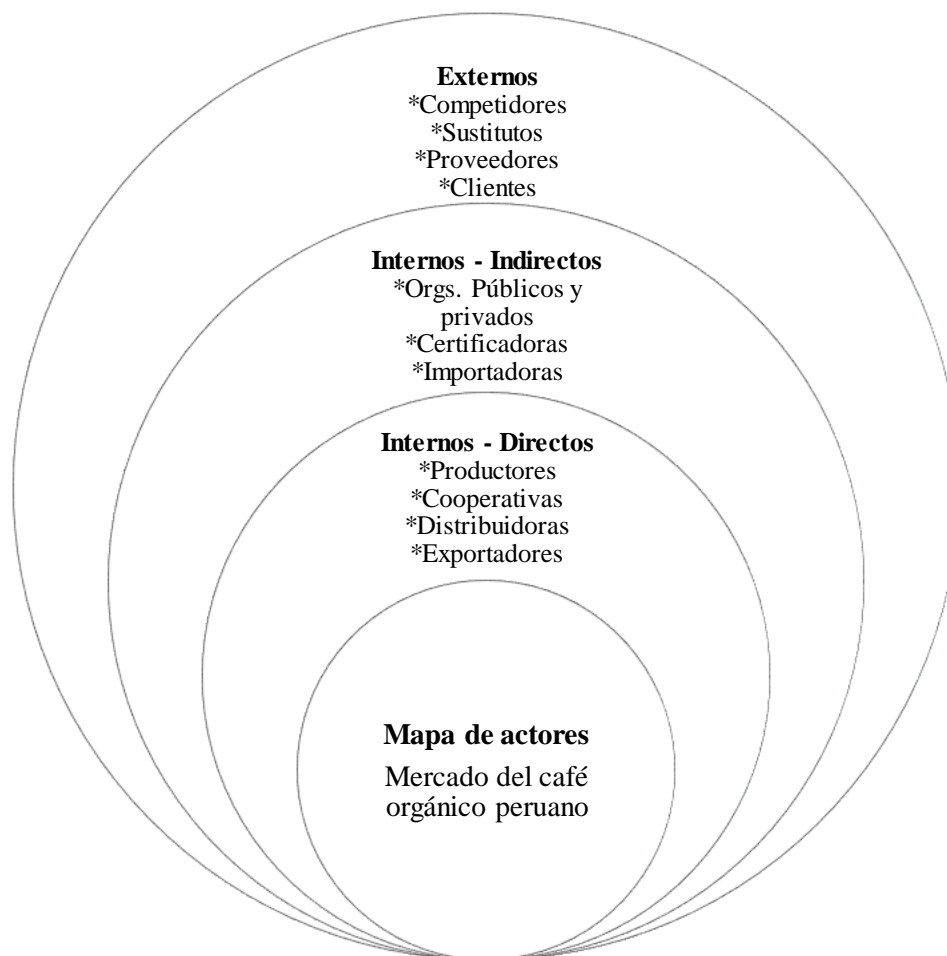 Externos
*Competidores
*Sustitutos
*Proveedores
*Clientes
Internos - Indirectos
*Orgs. Públicos y
privados
*Certificadoras
*Importadoras
Internos - Directos
*Productores
*Cooperativas
*Distribuidoras
*Exportadores
Mapa de actores
Mercado del café
orgánico peruano